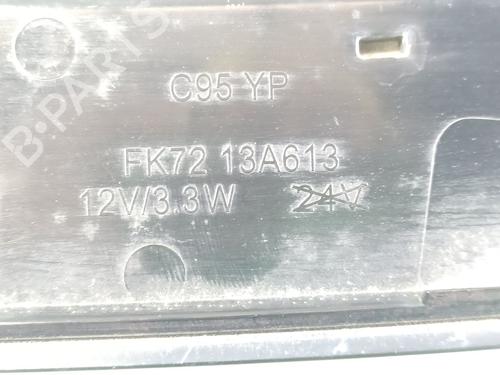 B-PARTS
C95 YP
FK72 13A613
12V/3.3W 24V